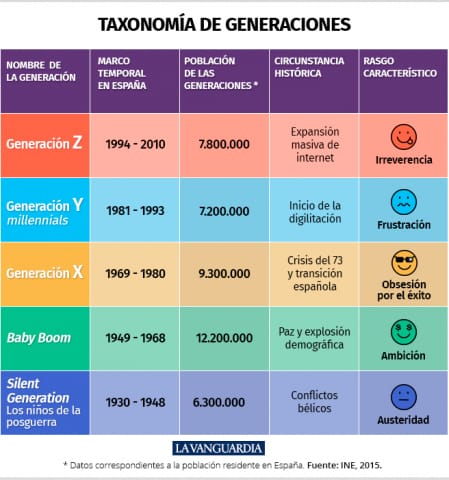 TAXONOMÍA DE GENERACIONES
NOMBRE DE
LA GENERACIÓN
MARCO
TEMPORAL
EN ESPAÑA
POBLACIÓN
DE LAS
GENERACIONES *
CIRCUNSTANCIA
HISTÓRICA
RASGO
CARACTERÍSTICO
Generación Z
1994 - 2010
7.800.000
Expansión
masiva de
internet
Irreverencia
Generación Y
millennials
1981 - 1993
7.200.000
Inicio de la
digilitación
Frustración
Generación X
1969 - 1980
9.300.000
Crisis del 73
y transición
española
Obsesión
por el éxito
Baby Boom
1949 - 1968
12.200.000
Paz y explosión
demográfica
Ambición
Silent
Generation
Los niños de la
posguerra
1930 - 1948
6.300.000
Conflictos
bélicos
Austeridad
LA VANGUARDIA
* Datos correspondientes a la población residente en España. Fuente: INE, 2015.